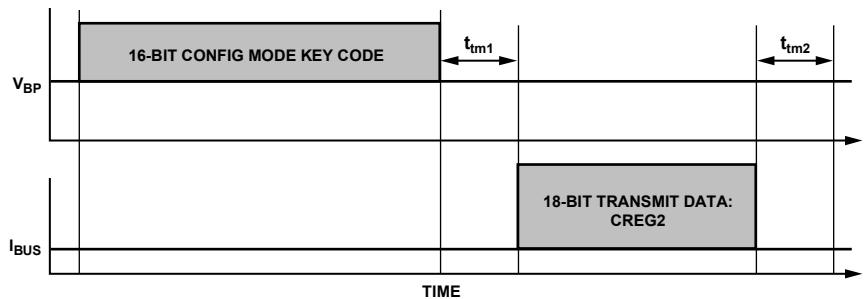 16-BIT CONFIG MODE KEY CODE
t_tm1
t_tm2
V_BP
18-BIT TRANSMIT DATA:
CREG2
I_BUS
TIME